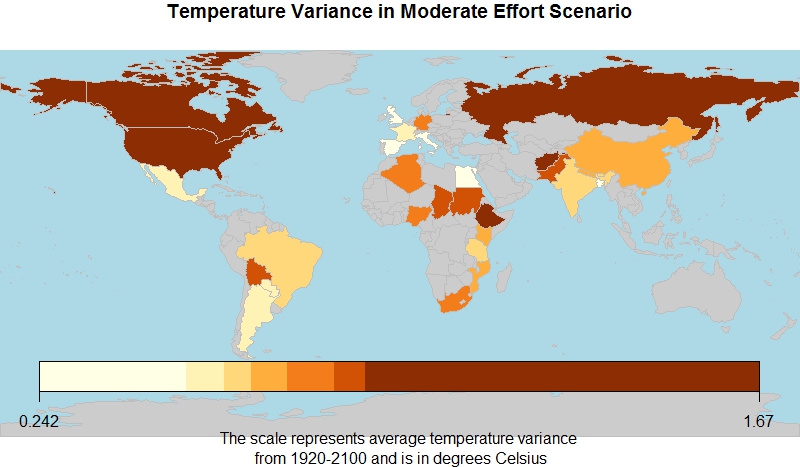 Temperature Variance in Moderate Effort Scenario
0.242
1.67
The scale represents average temperature variance
from 1920-2100 and is in degrees Celsius